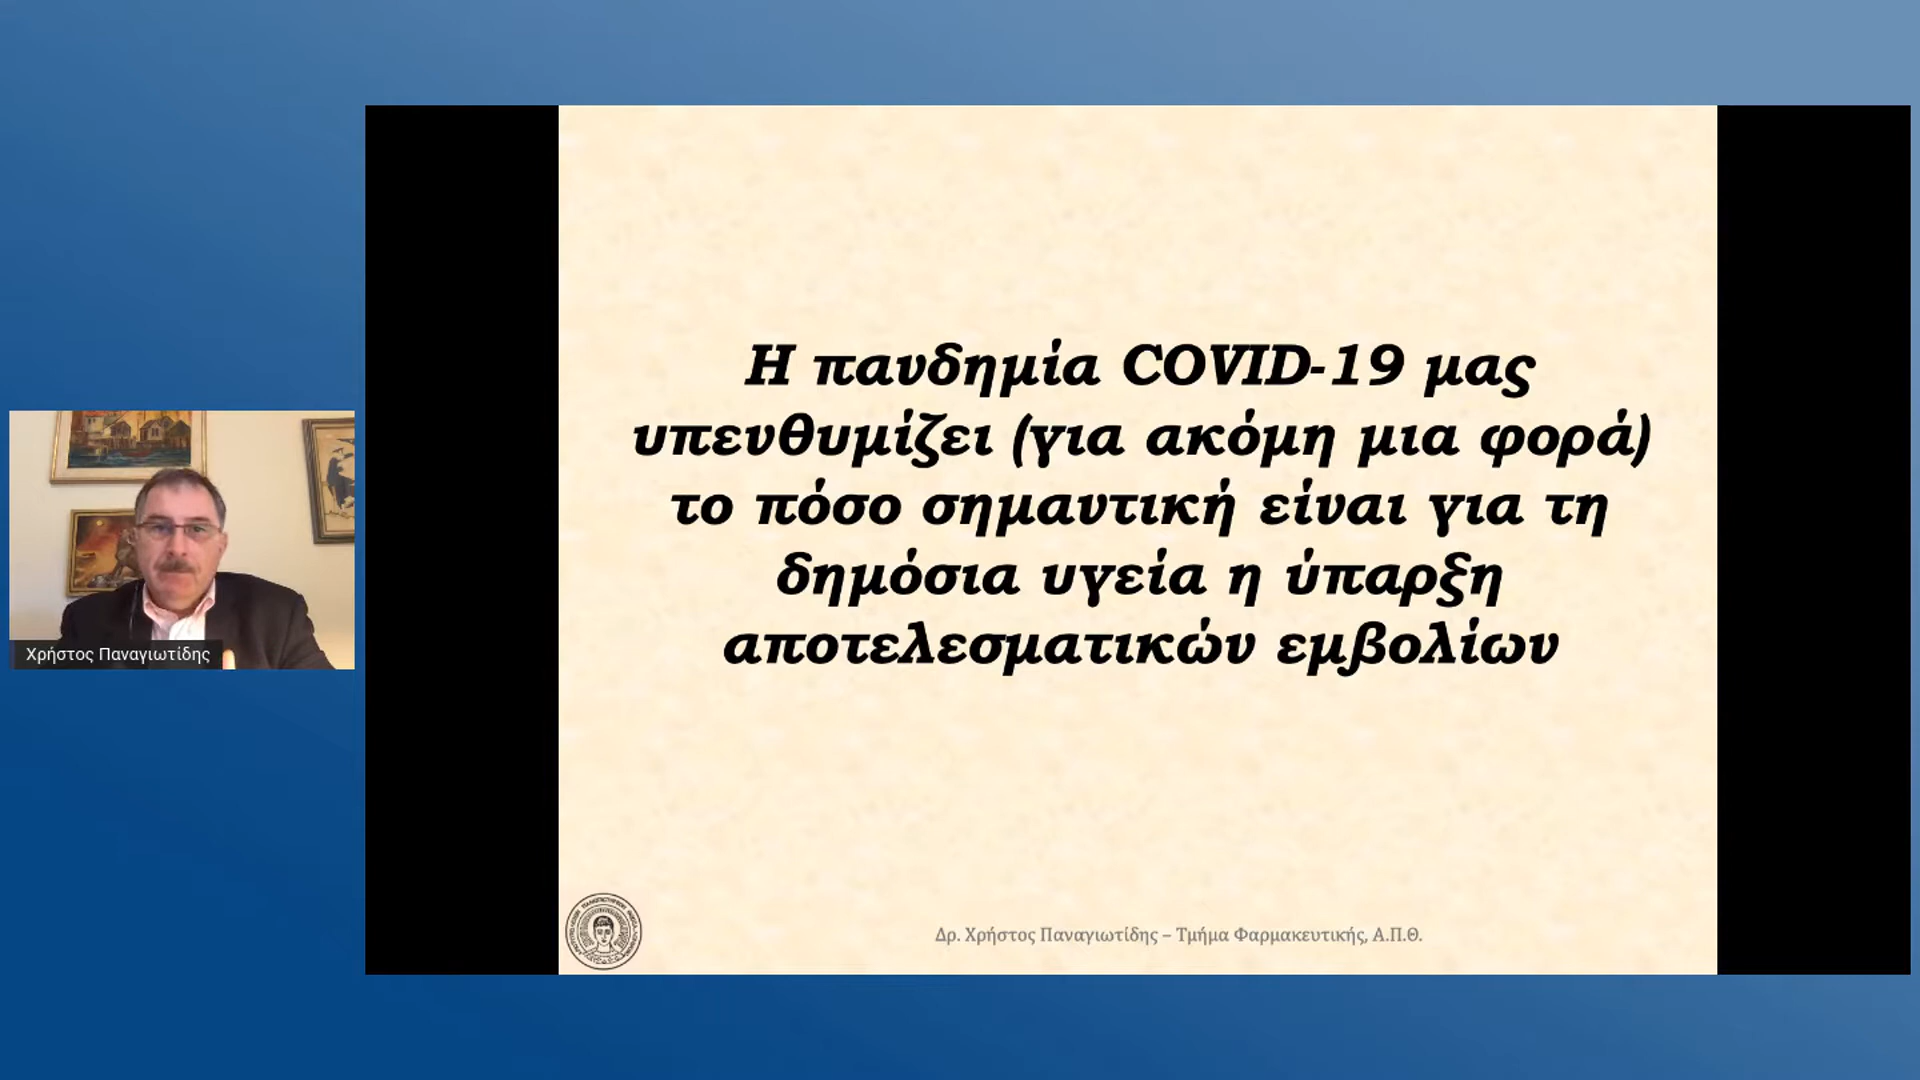 Η πανδημία COVID-19 μας
υπενθυμίζει (για ακόμη μια φορά)
το πόσο σημαντική είναι για τη
δημόσια υγεία η ύπαρξη
αποτελεσματικών εμβολίων
Χρήστος Παναγιωτίδης
Δρ. Χρήστος Παναγιωτίδης – Τμήμα Φαρμακευτικής, Α.Π.Θ.